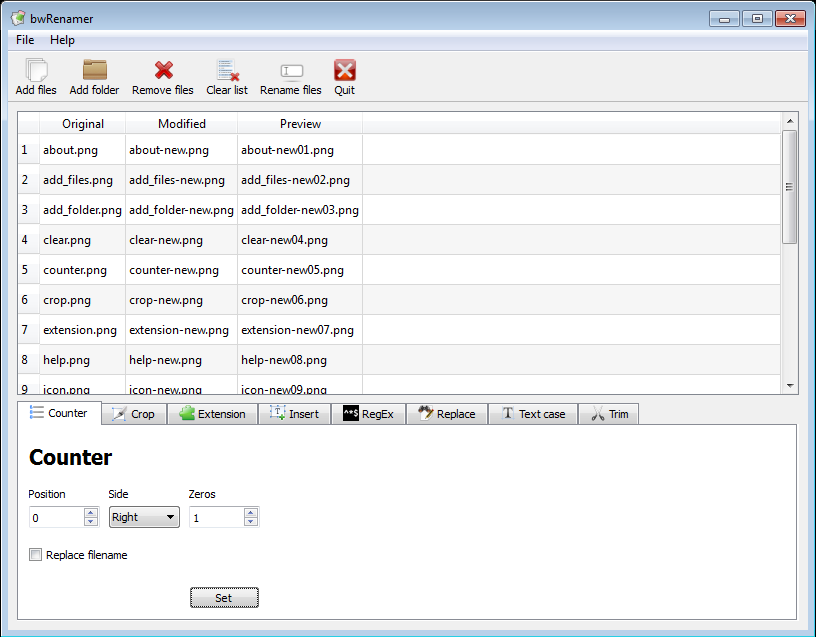 bwRenamer
File Help
Add files Add folder Remove files Clear list Rename files Quit
Original Modified Preview
1 about.png about-new.png about-new01.png
2 add_files.png add_files-new.png add_files-new02.png
3 add_folder.png add_folder-new.png add_folder-new03.png
4 clear.png clear-new.png clear-new04.png
5 counter.png counter-new.png counter-new05.png
6 crop.png crop-new.png crop-new06.png
7 extension.png extension-new.png extension-new07.png
8 help.png help-new.png help-new08.png
9 icon.png icon-new.png icon-new09.png
Counter Crop Extension Insert RegEx Replace Text case Trim
Counter
Position Side Zeros
0 Right 1
Replace filename
Set